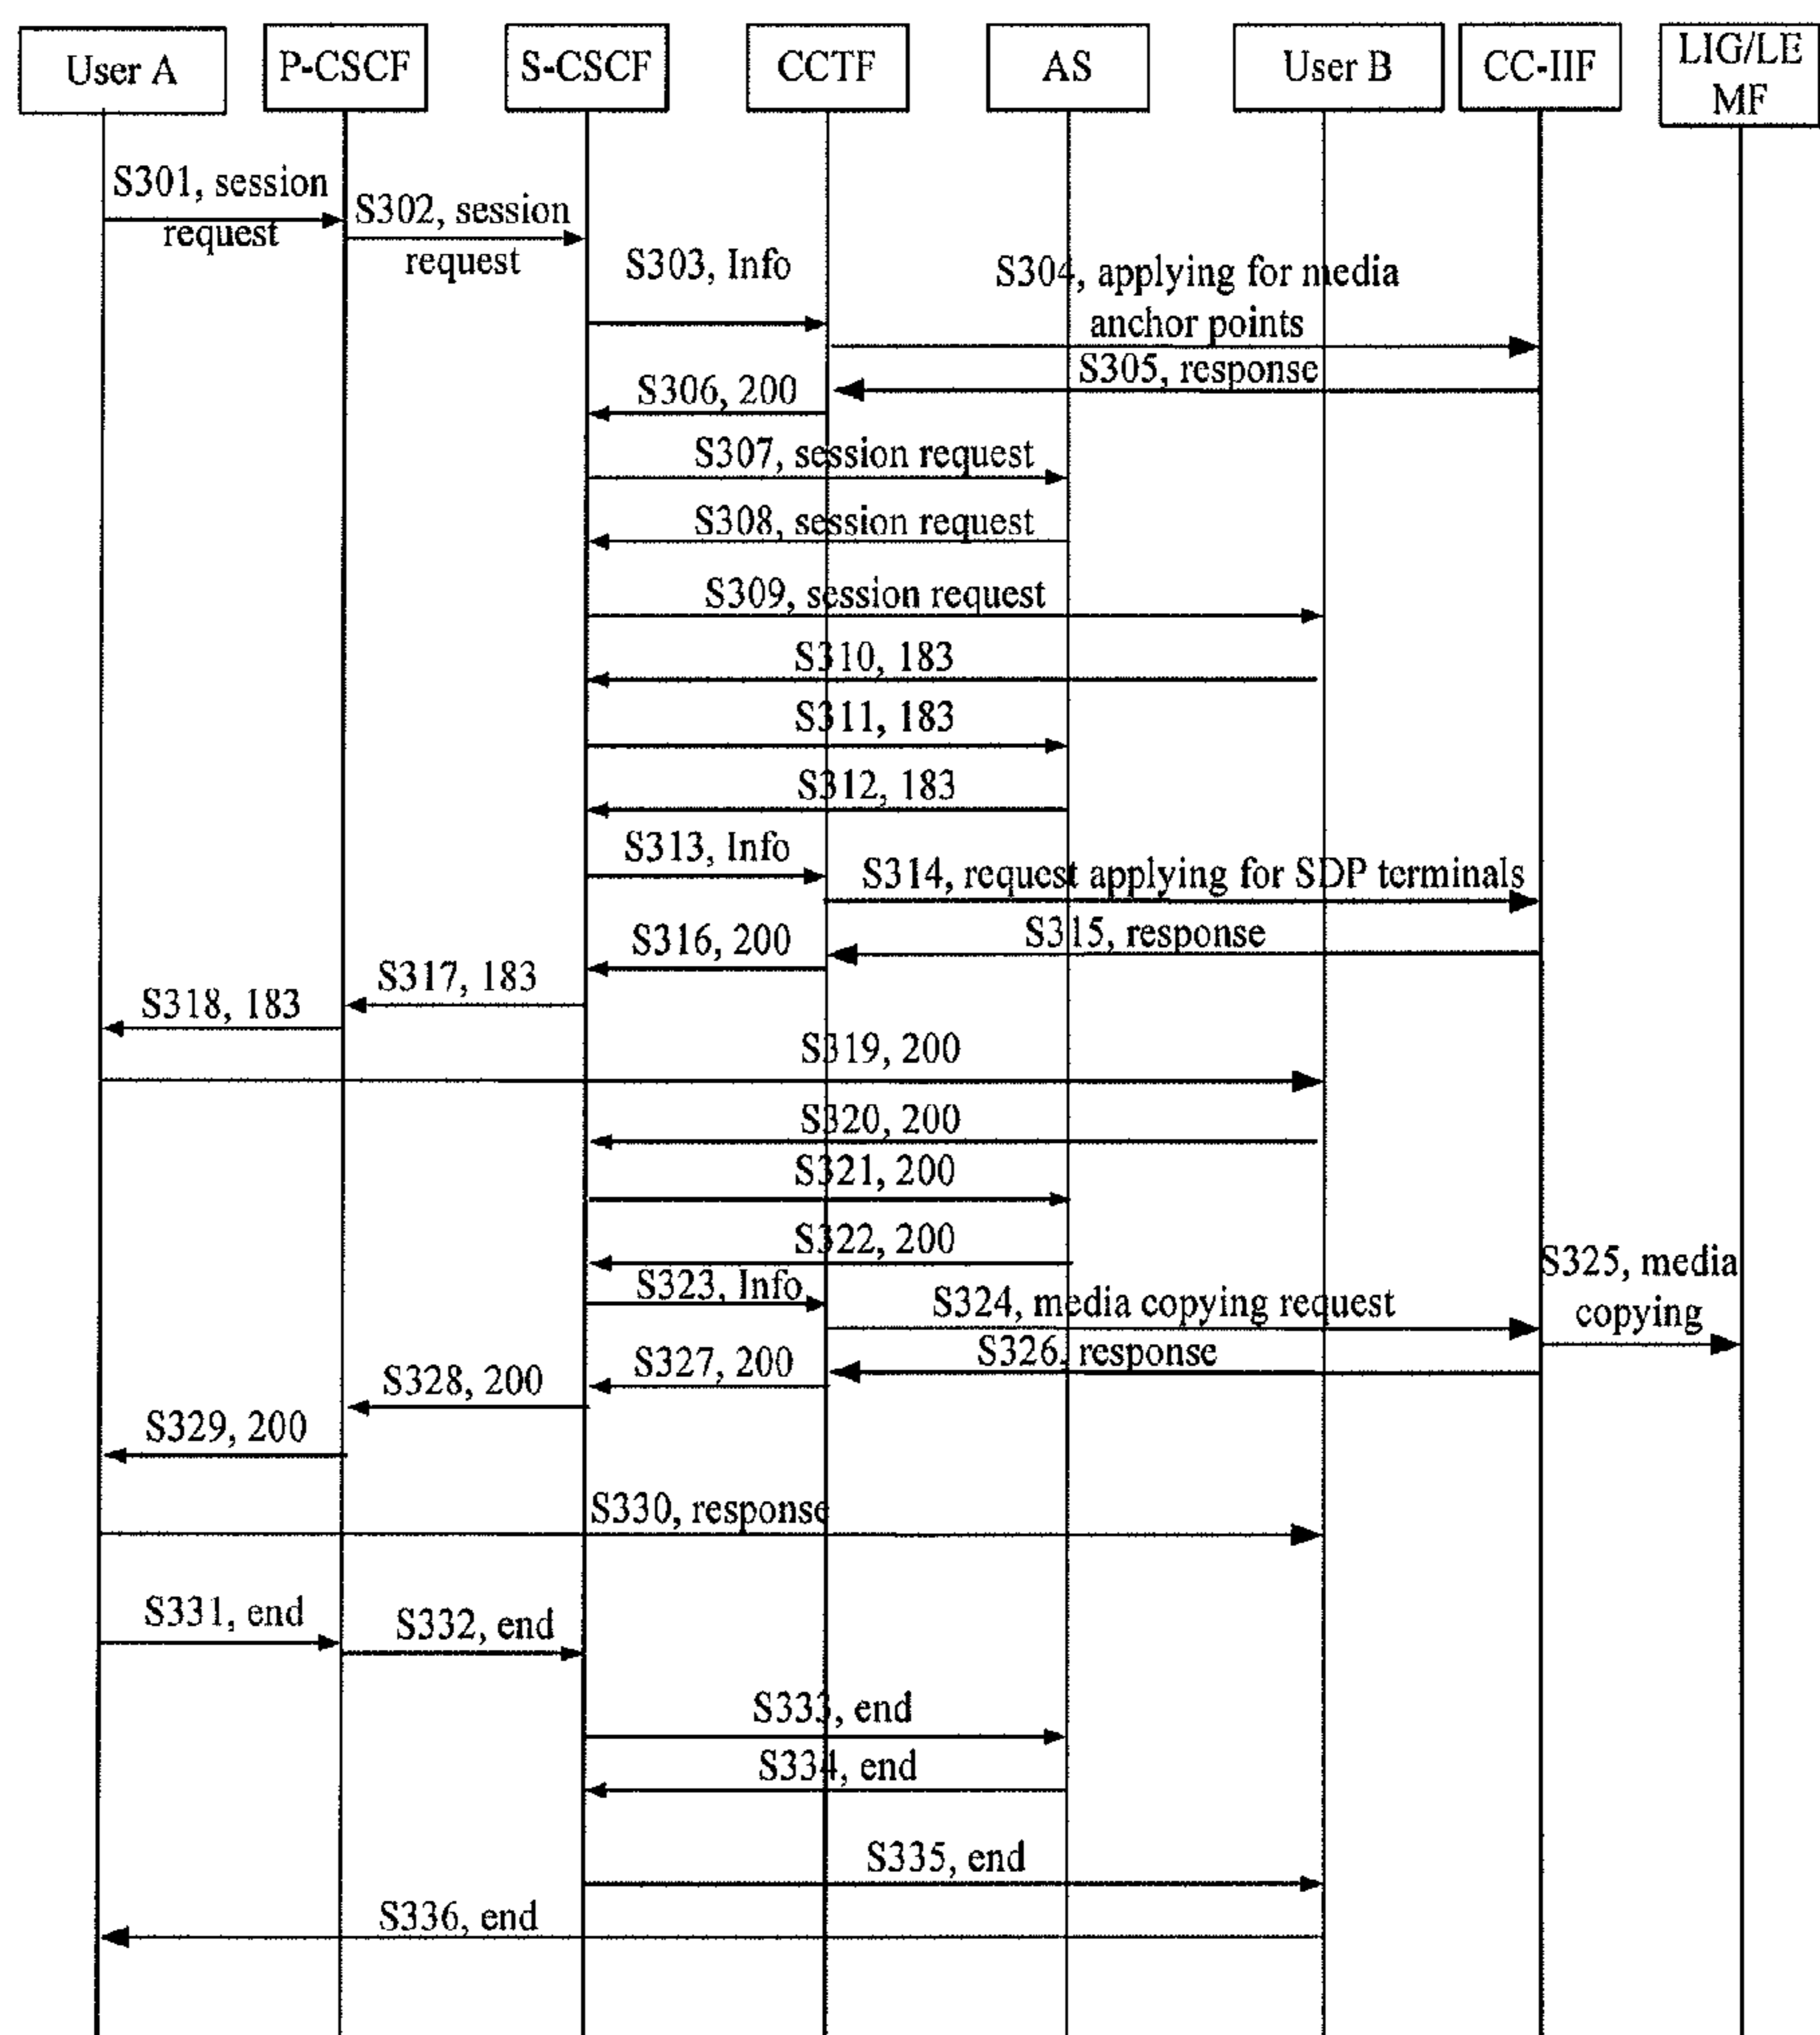 User A
P-CSCF
S-CSCF
CCTF
AS
User B
CC-IIF
LIG/LE
MF
S301, session
request
S302, session
request
S303, Info
S304, applying for media
anchor points
S305, response
S306, 200
S307, session request
S308, session request
S309, session request
S310, 183
S311, 183
S312, 183
S313, Info
S314, request applying for SDP terminals
S315, response
S316, 200
S317, 183
S318, 183
S319, 200
S320, 200
S321, 200
S322, 200
S323, Info
S324, media copying request
S325, media
copying
S326, response
S327, 200
S328, 200
S329, 200
S330, response
S331, end
S332, end
S333, end
S334, end
S335, end
S336, end